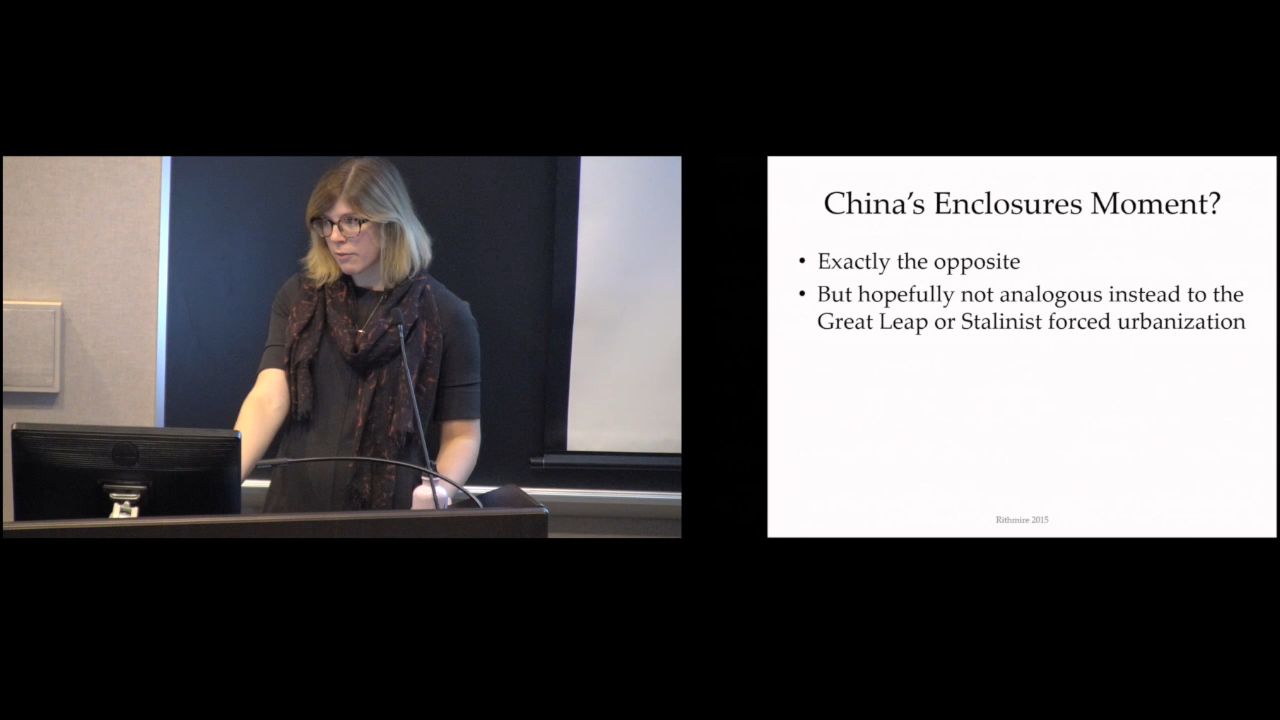 China's Enclosures Moment?
• Exactly the opposite
• But hopefully not analogous instead to the
Great Leap or Stalinist forced urbanization
Rithmire 2015